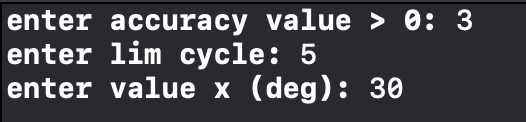 enter accuracy value > 0: 3
enter lim cycle: 5
enter value x (deg): 30